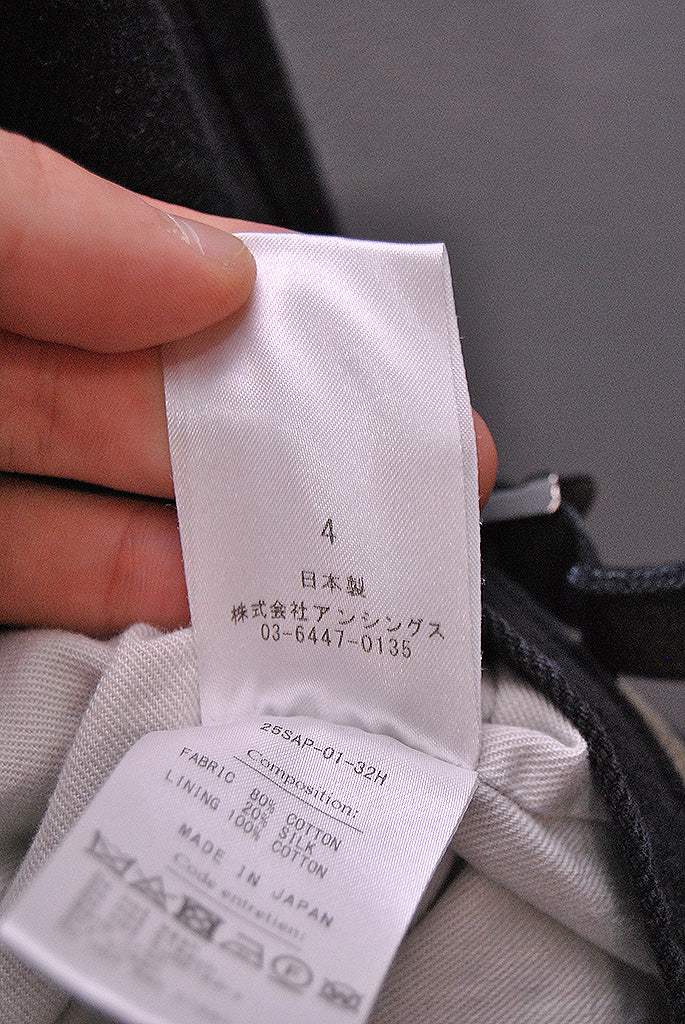 4
日本製
株式会社アンシングス
03-6447-0135
25SAP-01-32H
Composition:
FABRIC 80% COTTON
20% SILK
LINING 100% COTTON
MADE IN JAPAN
Code entretien: